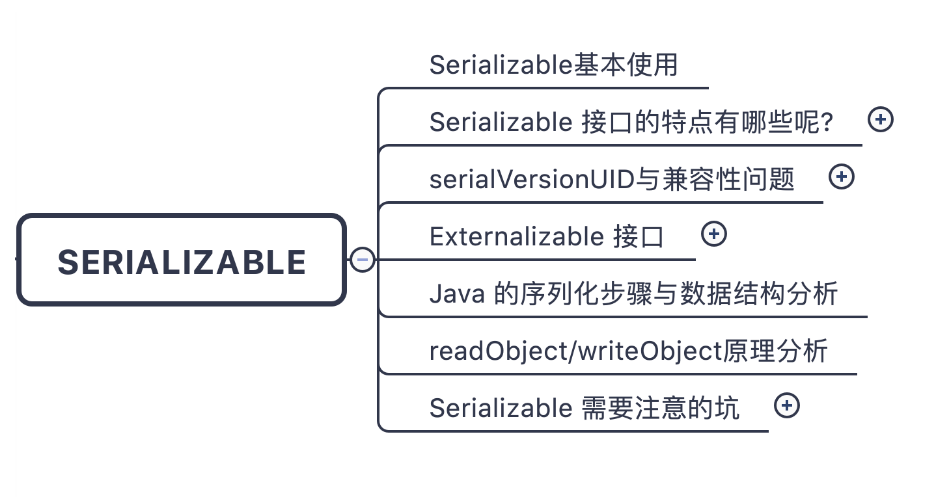 SERIALIZABLE
Serializable基本使用
Serializable 接口的特点有哪些呢?
serialVersionUID与兼容性问题
Externalizable 接口
Java 的序列化步骤与数据结构分析
readObject/writeObject原理分析
Serializable 需要注意的坑